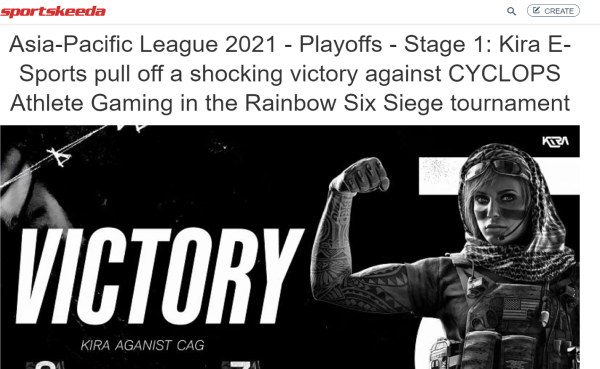 sportskeeda
CREATE
Asia-Pacific League 2021 - Playoffs - Stage 1: Kira E-
Sports pull off a shocking victory against CYCLOPS
Athlete Gaming in the Rainbow Six Siege tournament
KIRA
VICTORY
KIRA AGANIST CAG